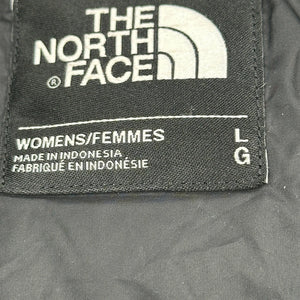 THE
NORTH
® FACE
WOMENS/FEMMES L
MADE IN INDONESIA G
FABRIQUÉ EN INDONÉSIE